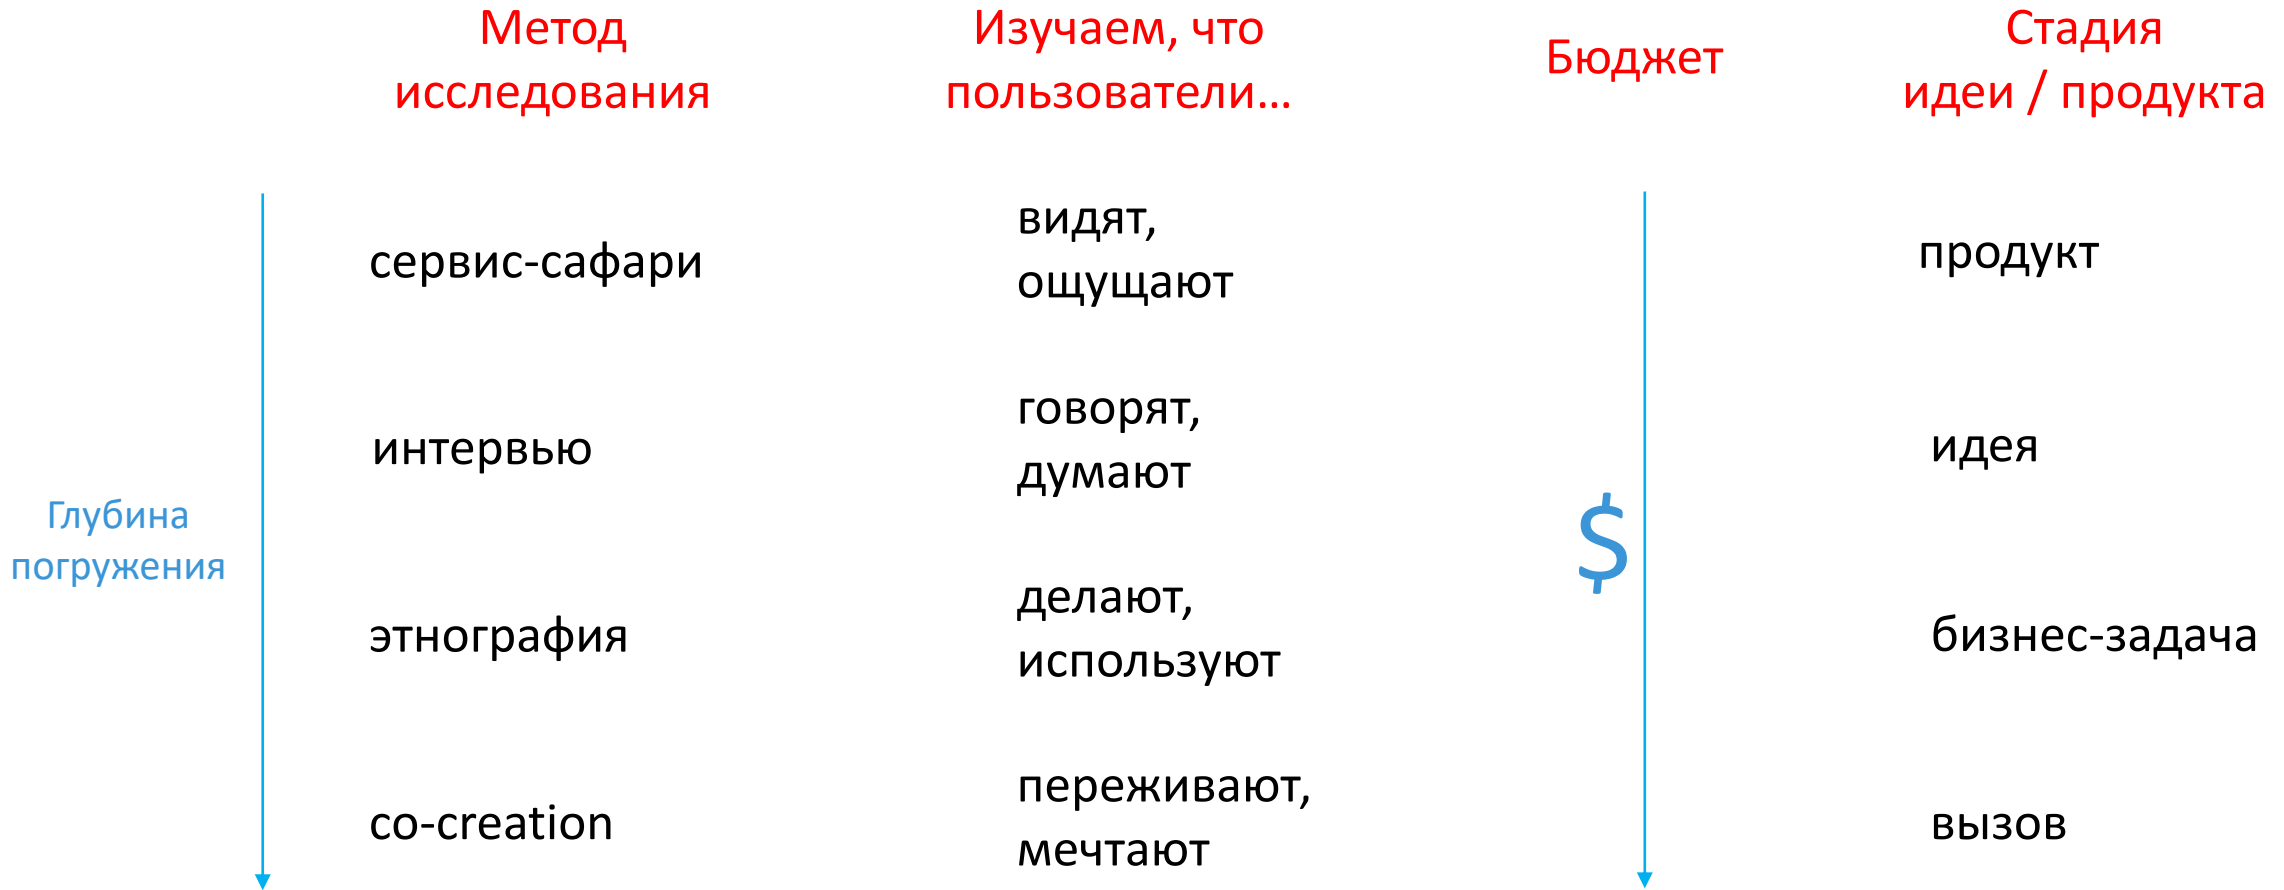 Метод
исследования
Изучаем, что
пользователи...
Бюджет
Стадия
идеи / продукта
Глубина
погружения
сервис-сафари
видят,
ощущают
продукт
интервью
говорят,
думают
идея
$
этнография
делают,
используют
бизнес-задача
co-creation
переживают,
мечтают
вызов